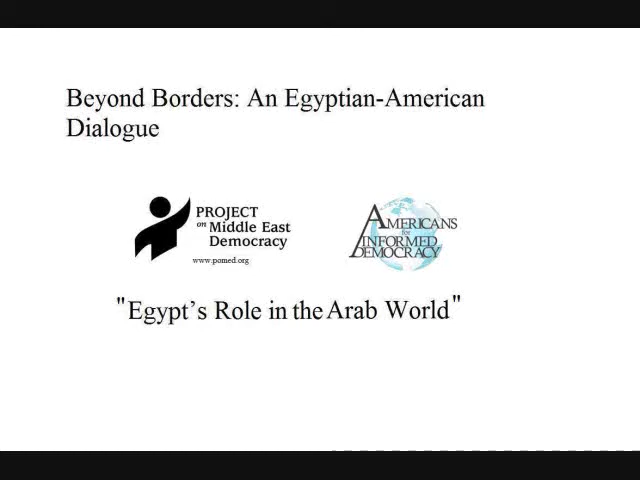 Beyond Borders: An Egyptian-American
Dialogue
PROJECT
on Middle East
Democracy
www.pomed.org
AMERICANS
for
INFORMED
DEMOCRACY
"Egypt’s Role in the Arab World"